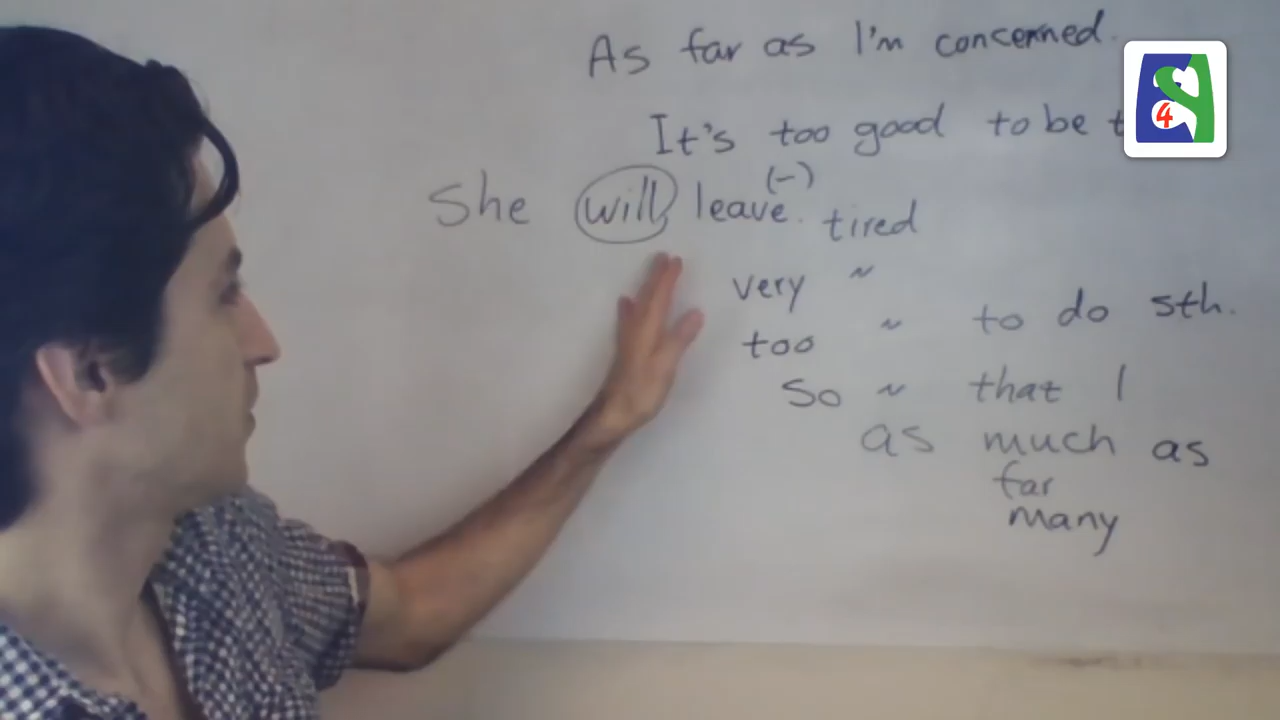 As far as I'm concerned.
It's too good to be t
She will leave. (-)
tired
very ~
too ~ to do sth.
so ~ that I
as much as
far
many
4